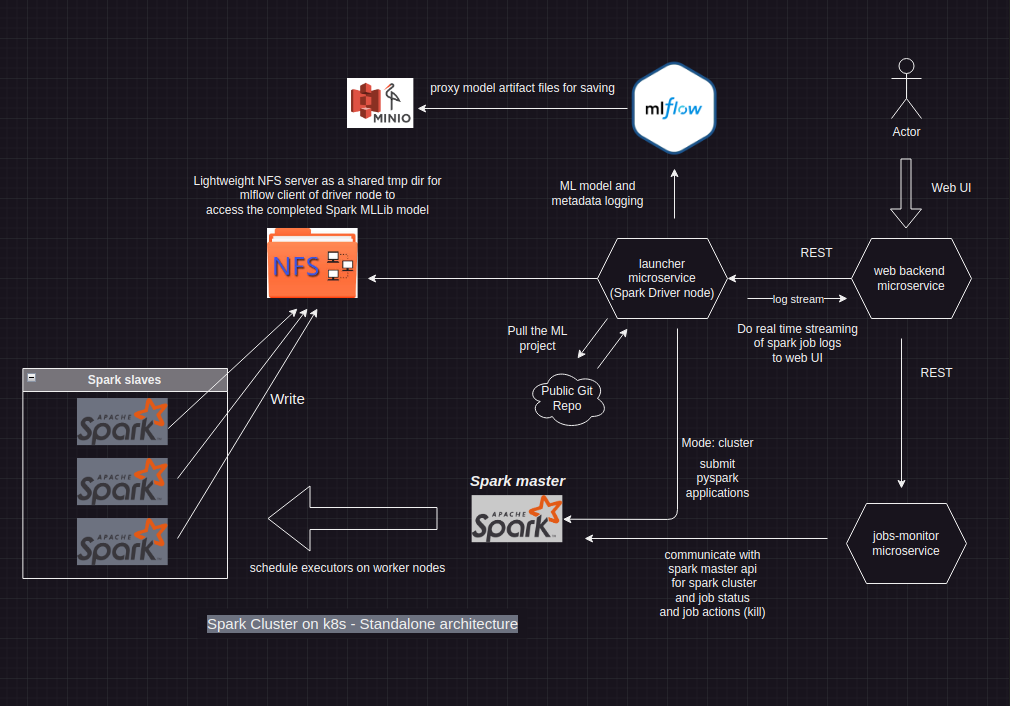 proxy model artifact files for saving
MINIO
mlflow
Actor
Web UI
Lightweight NFS server as a shared tmp dir for
mlflow client of driver node to
access the completed Spark MLLib model
ML model and
metadata logging
NFS
launcher
microservice
(Spark Driver node)
REST
web backend
microservice
log stream
Do real time streaming
of spark job logs
to web UI
Pull the ML
project
Public Git
Repo
REST
Spark slaves
APACHE
Spark
APACHE
Spark
APACHE
Spark
Write
Mode: cluster
submit
pyspark
applications
Spark master
APACHE
Spark
schedule executors on worker nodes
jobs-monitor
microservice
communicate with
spark master api
for spark cluster
and job status
and job actions (kill)
Spark Cluster on k8s - Standalone architecture